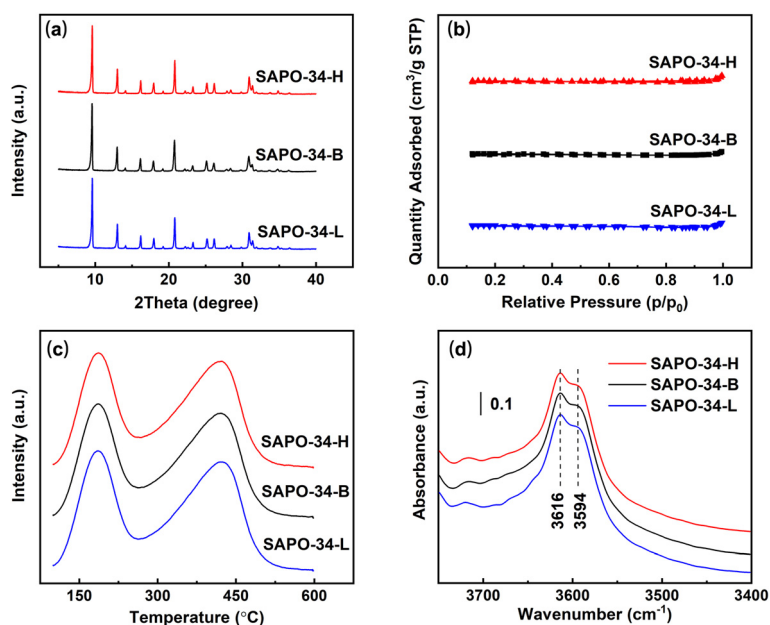 (a)
SAPO-34-H
SAPO-34-B
SAPO-34-L
Intensity (a.u.)
10 20 30 40
2Theta (degree)
(b)
SAPO-34-H
SAPO-34-B
SAPO-34-L
Quantity Adsorbed (cm³/g STP)
0.0 0.2 0.4 0.6 0.8 1.0
Relative Pressure (p/p₀)
(c)
SAPO-34-H
SAPO-34-B
SAPO-34-L
Intensity (a.u.)
150 300 450 600
Temperature (°C)
(d)
SAPO-34-H
SAPO-34-B
SAPO-34-L
0.1
3616
3594
Absorbance (a.u.)
3700 3600 3500 3400
Wavenumber (cm⁻¹)